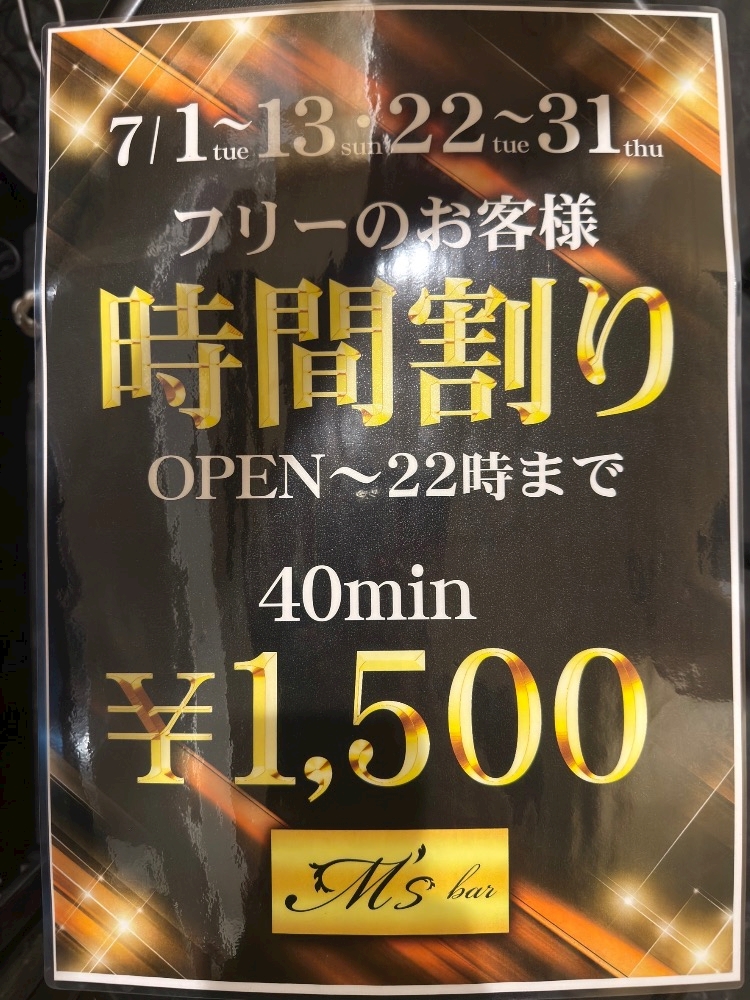 7/1tue～13sun・22tue～31thu
フリーのお客様
時間割り
OPEN～22時まで
40min
¥1,500
M's bar